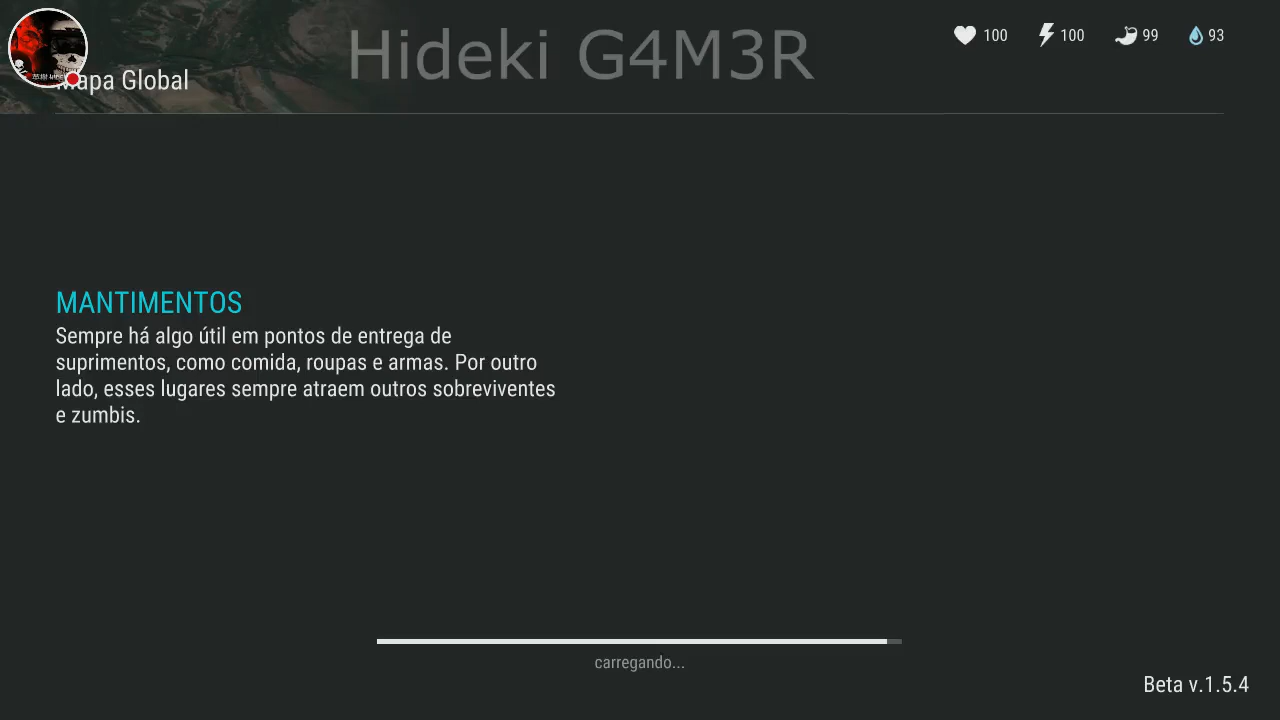 Hideki G4M3R
100
100
99
93
Mapa Global
MANTIMENTOS
Sempre há algo útil em pontos de entrega de
suprimentos, como comida, roupas e armas. Por outro
lado, esses lugares sempre atraem outros sobreviventes
e zumbis.
carregando...
Beta v.1.5.4